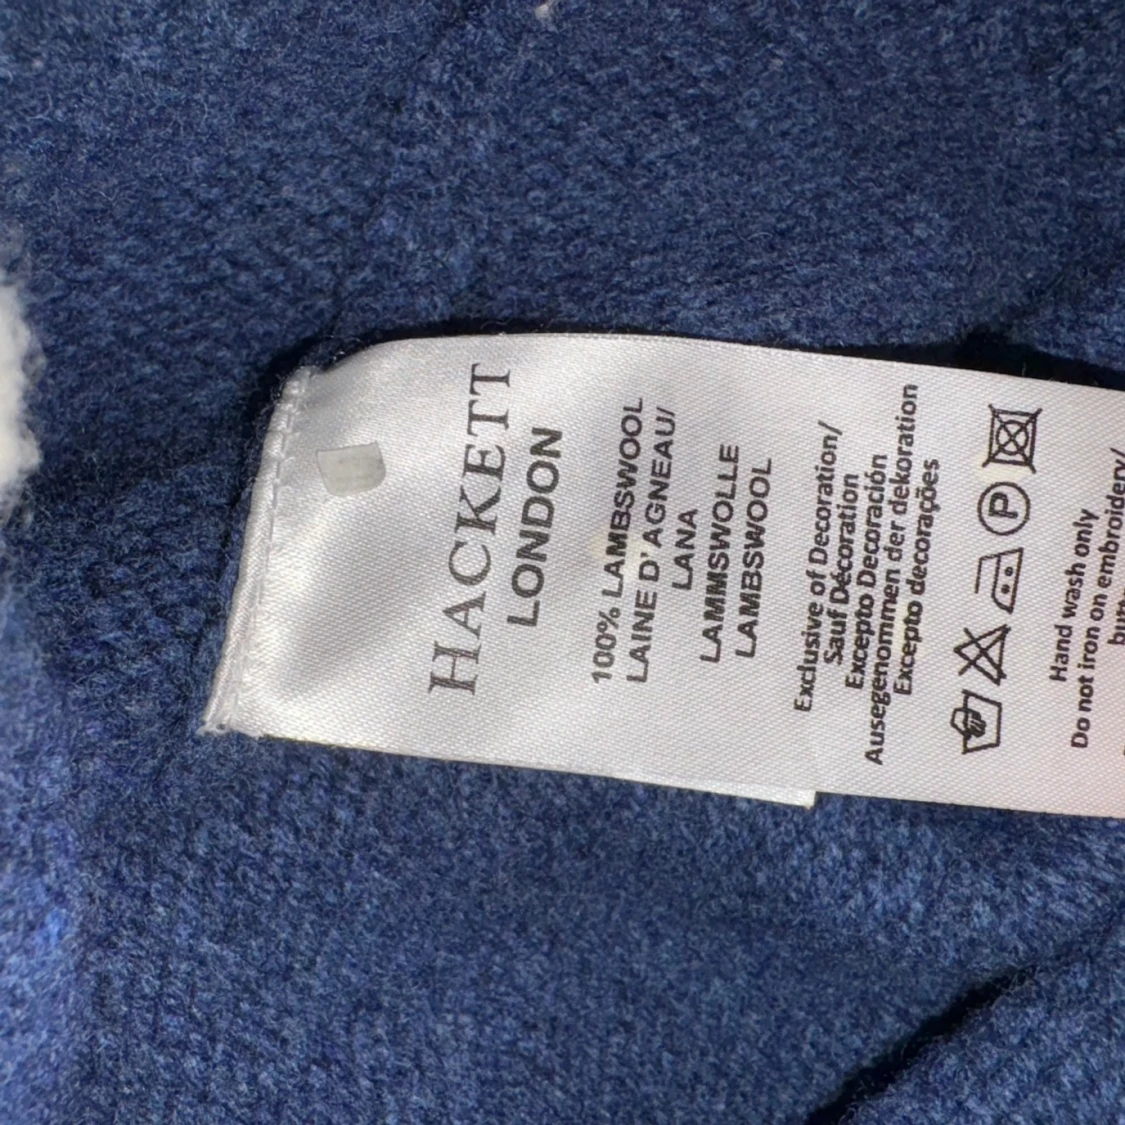 HACKETT
LONDON
100% LAMBSWOOL
LAINE D'AGNEAU/
LANA
LAMMSWOLLE
LAMBSWOOL
Exclusive of Decoration/
Sauf Décoration
Excepto Decoración
Ausegenommen der dekoration
Excepto decorações
P
Hand wash only
Do not iron on embroidery/